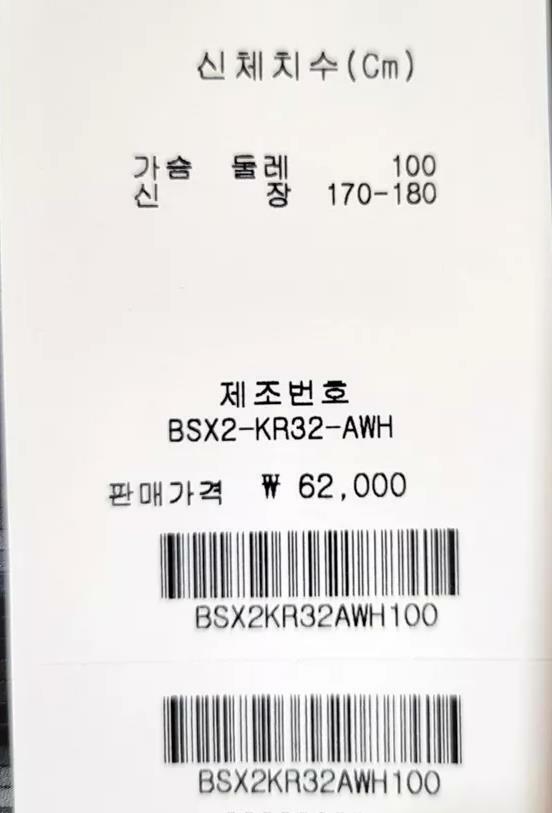 신체치수(Cm)
가슴 둘레 100
신 장 170-180
제조번호
BSX2-KR32-AWH
판매가격 ₩ 62,000
BSX2KR32AWH100
BSX2KR32AWH100